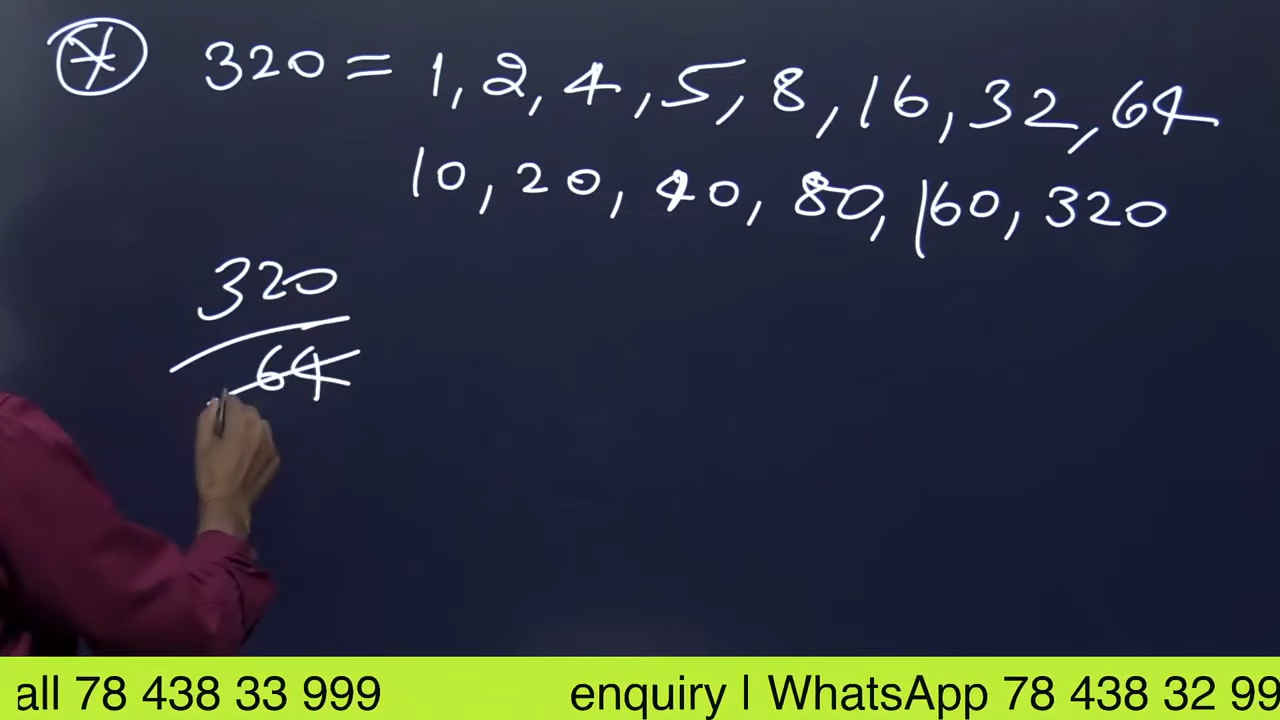 * 320 = 1, 2, 4, 5, 8, 16, 32, 64
10, 20, 40, 80, 160, 320
320
64
all 78 438 33 999 enquiry I WhatsApp 78 438 32 99